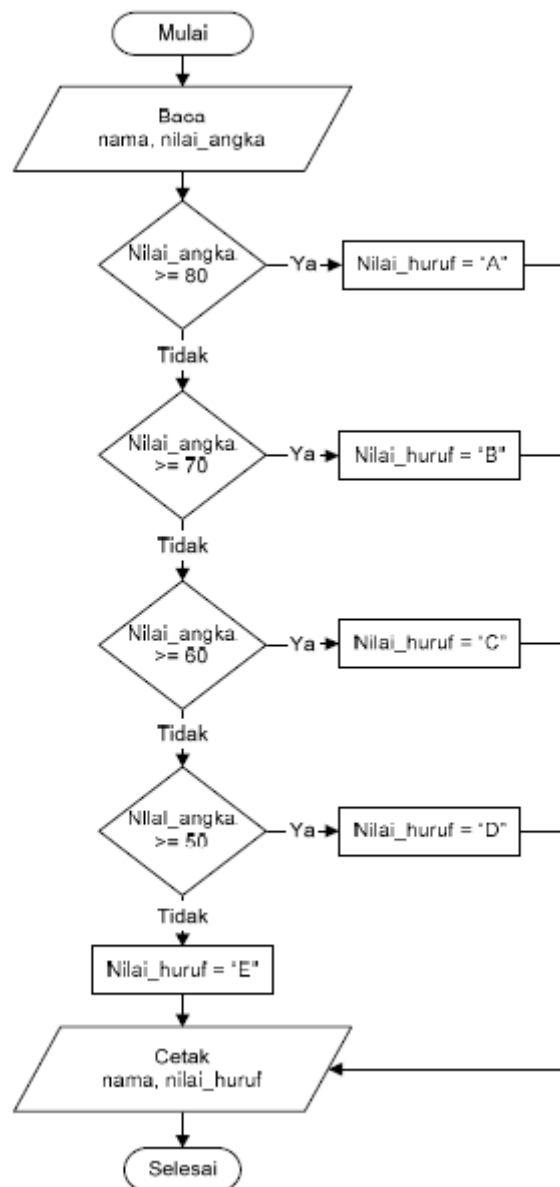 Mulai
Baca
nama, nilai_angka
Nilai_angka
>= 80
Ya
Nilai_huruf = "A"
Tidak
Nilai_angka
>= 70
Ya
Nilai_huruf = "B"
Tidak
Nilai_angka
>= 60
Ya
Nilai_huruf = "C"
Tidak
Nilai_angka
>= 50
Ya
Nilai_huruf = "D"
Tidak
Nilai_huruf = "E"
Cetak
nama, nilai_huruf
Selesai